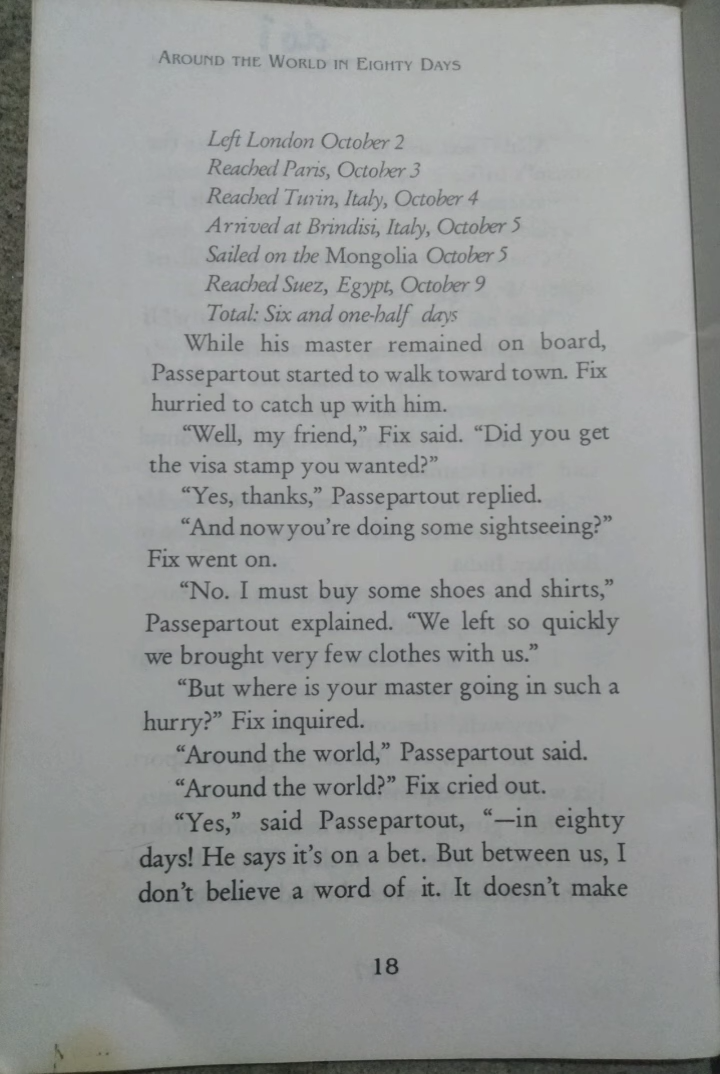 AROUND THE WORLD IN EIGHTY DAYS
Left London October 2
Reached Paris, October 3
Reached Turin, Italy, October 4
Arrived at Brindisi, Italy, October 5
Sailed on the Mongolia October 5
Reached Suez, Egypt, October 9
Total: Six and one-half days
While his master remained on board,
Passepartout started to walk toward town. Fix
hurried to catch up with him.
“Well, my friend,” Fix said. “Did you get
the visa stamp you wanted?”
“Yes, thanks,” Passepartout replied.
“And now you’re doing some sightseeing?”
Fix went on.
“No. I must buy some shoes and shirts,”
Passepartout explained. “We left so quickly
we brought very few clothes with us.”
“But where is your master going in such a
hurry?” Fix inquired.
“Around the world,” Passepartout said.
“Around the world?” Fix cried out.
“Yes,” said Passepartout, “—in eighty
days! He says it’s on a bet. But between us, I
don’t believe a word of it. It doesn’t make
18